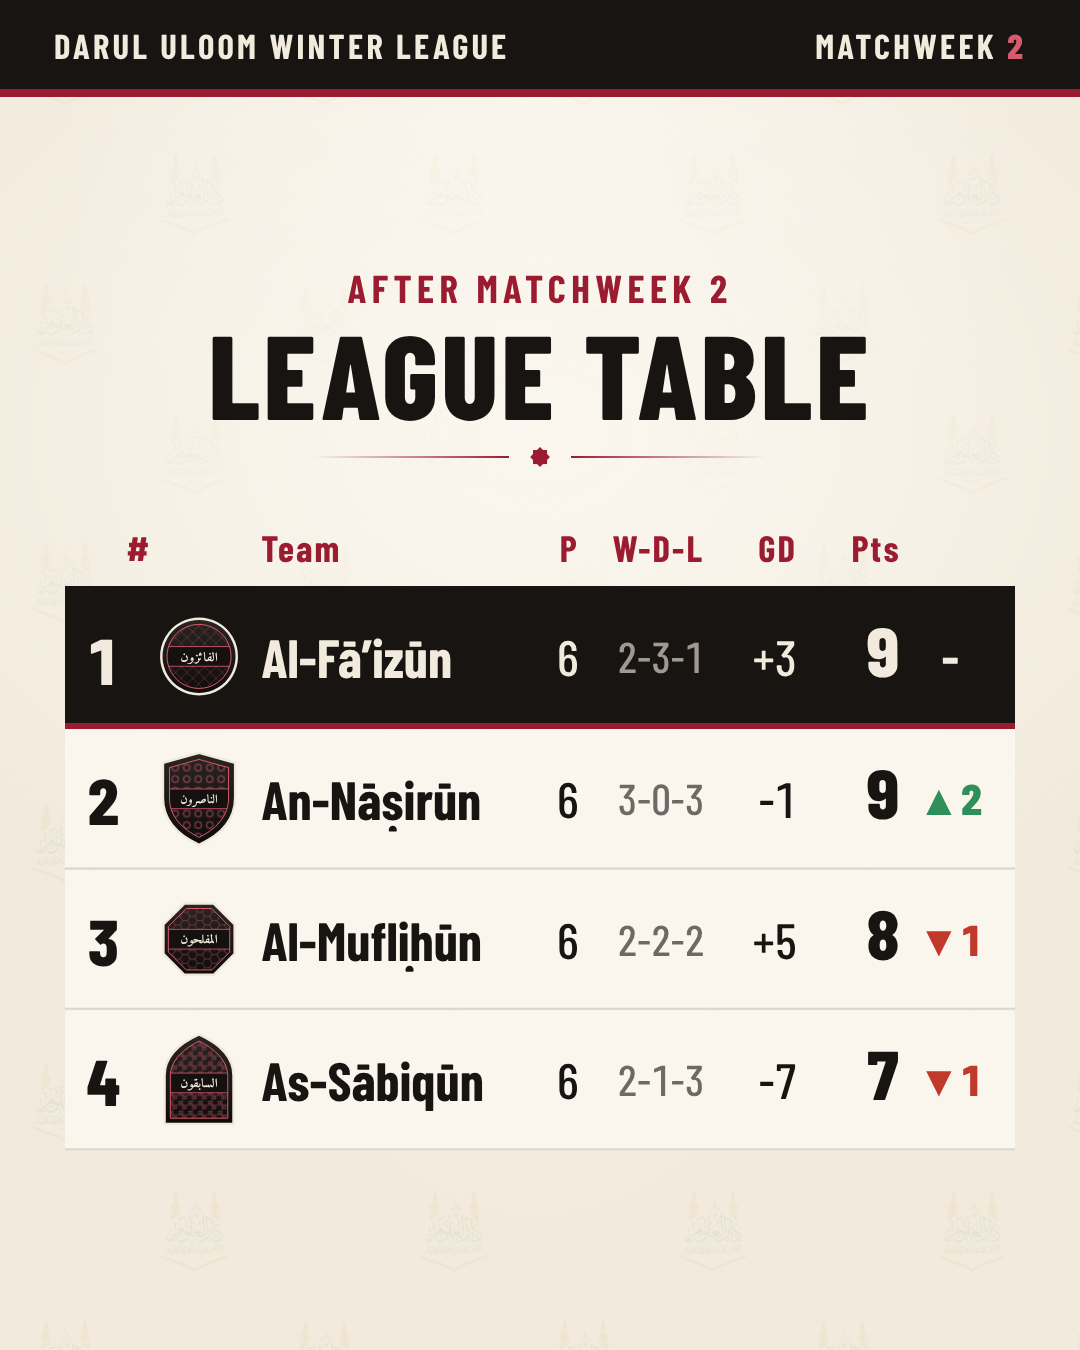 DARUL ULOOM WINTER LEAGUE MATCHWEEK 2
AFTER MATCHWEEK 2
LEAGUE TABLE
# Team P W-D-L GD Pts
1 الفائزون Al-Fā’izūn 6 2-3-1 +3 9 -
2 الناصرون An-Nāṣirūn 6 3-0-3 -1 9 ▲2
3 المفلحون Al-Mufliḥūn 6 2-2-2 +5 8 ▼1
4 السابقون As-Sābiqūn 6 2-1-3 -7 7 ▼1